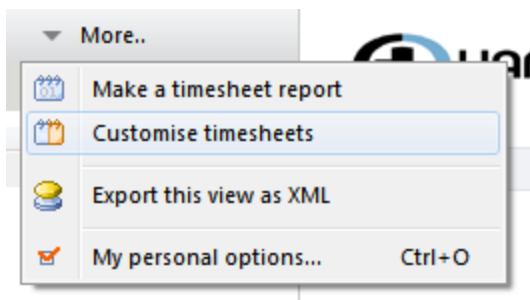 More..
Make a timesheet report
Customise timesheets
Export this view as XML
My personal options... Ctrl+O